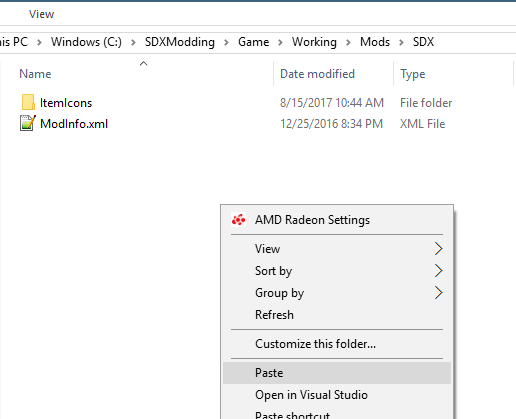 View
his PC > Windows (C:) > SDXModding > Game > Working > Mods > SDX
Name Date modified Type
ItemIcons 8/15/2017 10:44 AM File folder
ModInfo.xml 12/25/2016 8:34 PM XML File
AMD Radeon Settings
View
Sort by
Group by
Refresh
Customize this folder...
Paste
Open in Visual Studio
Paste shortcut